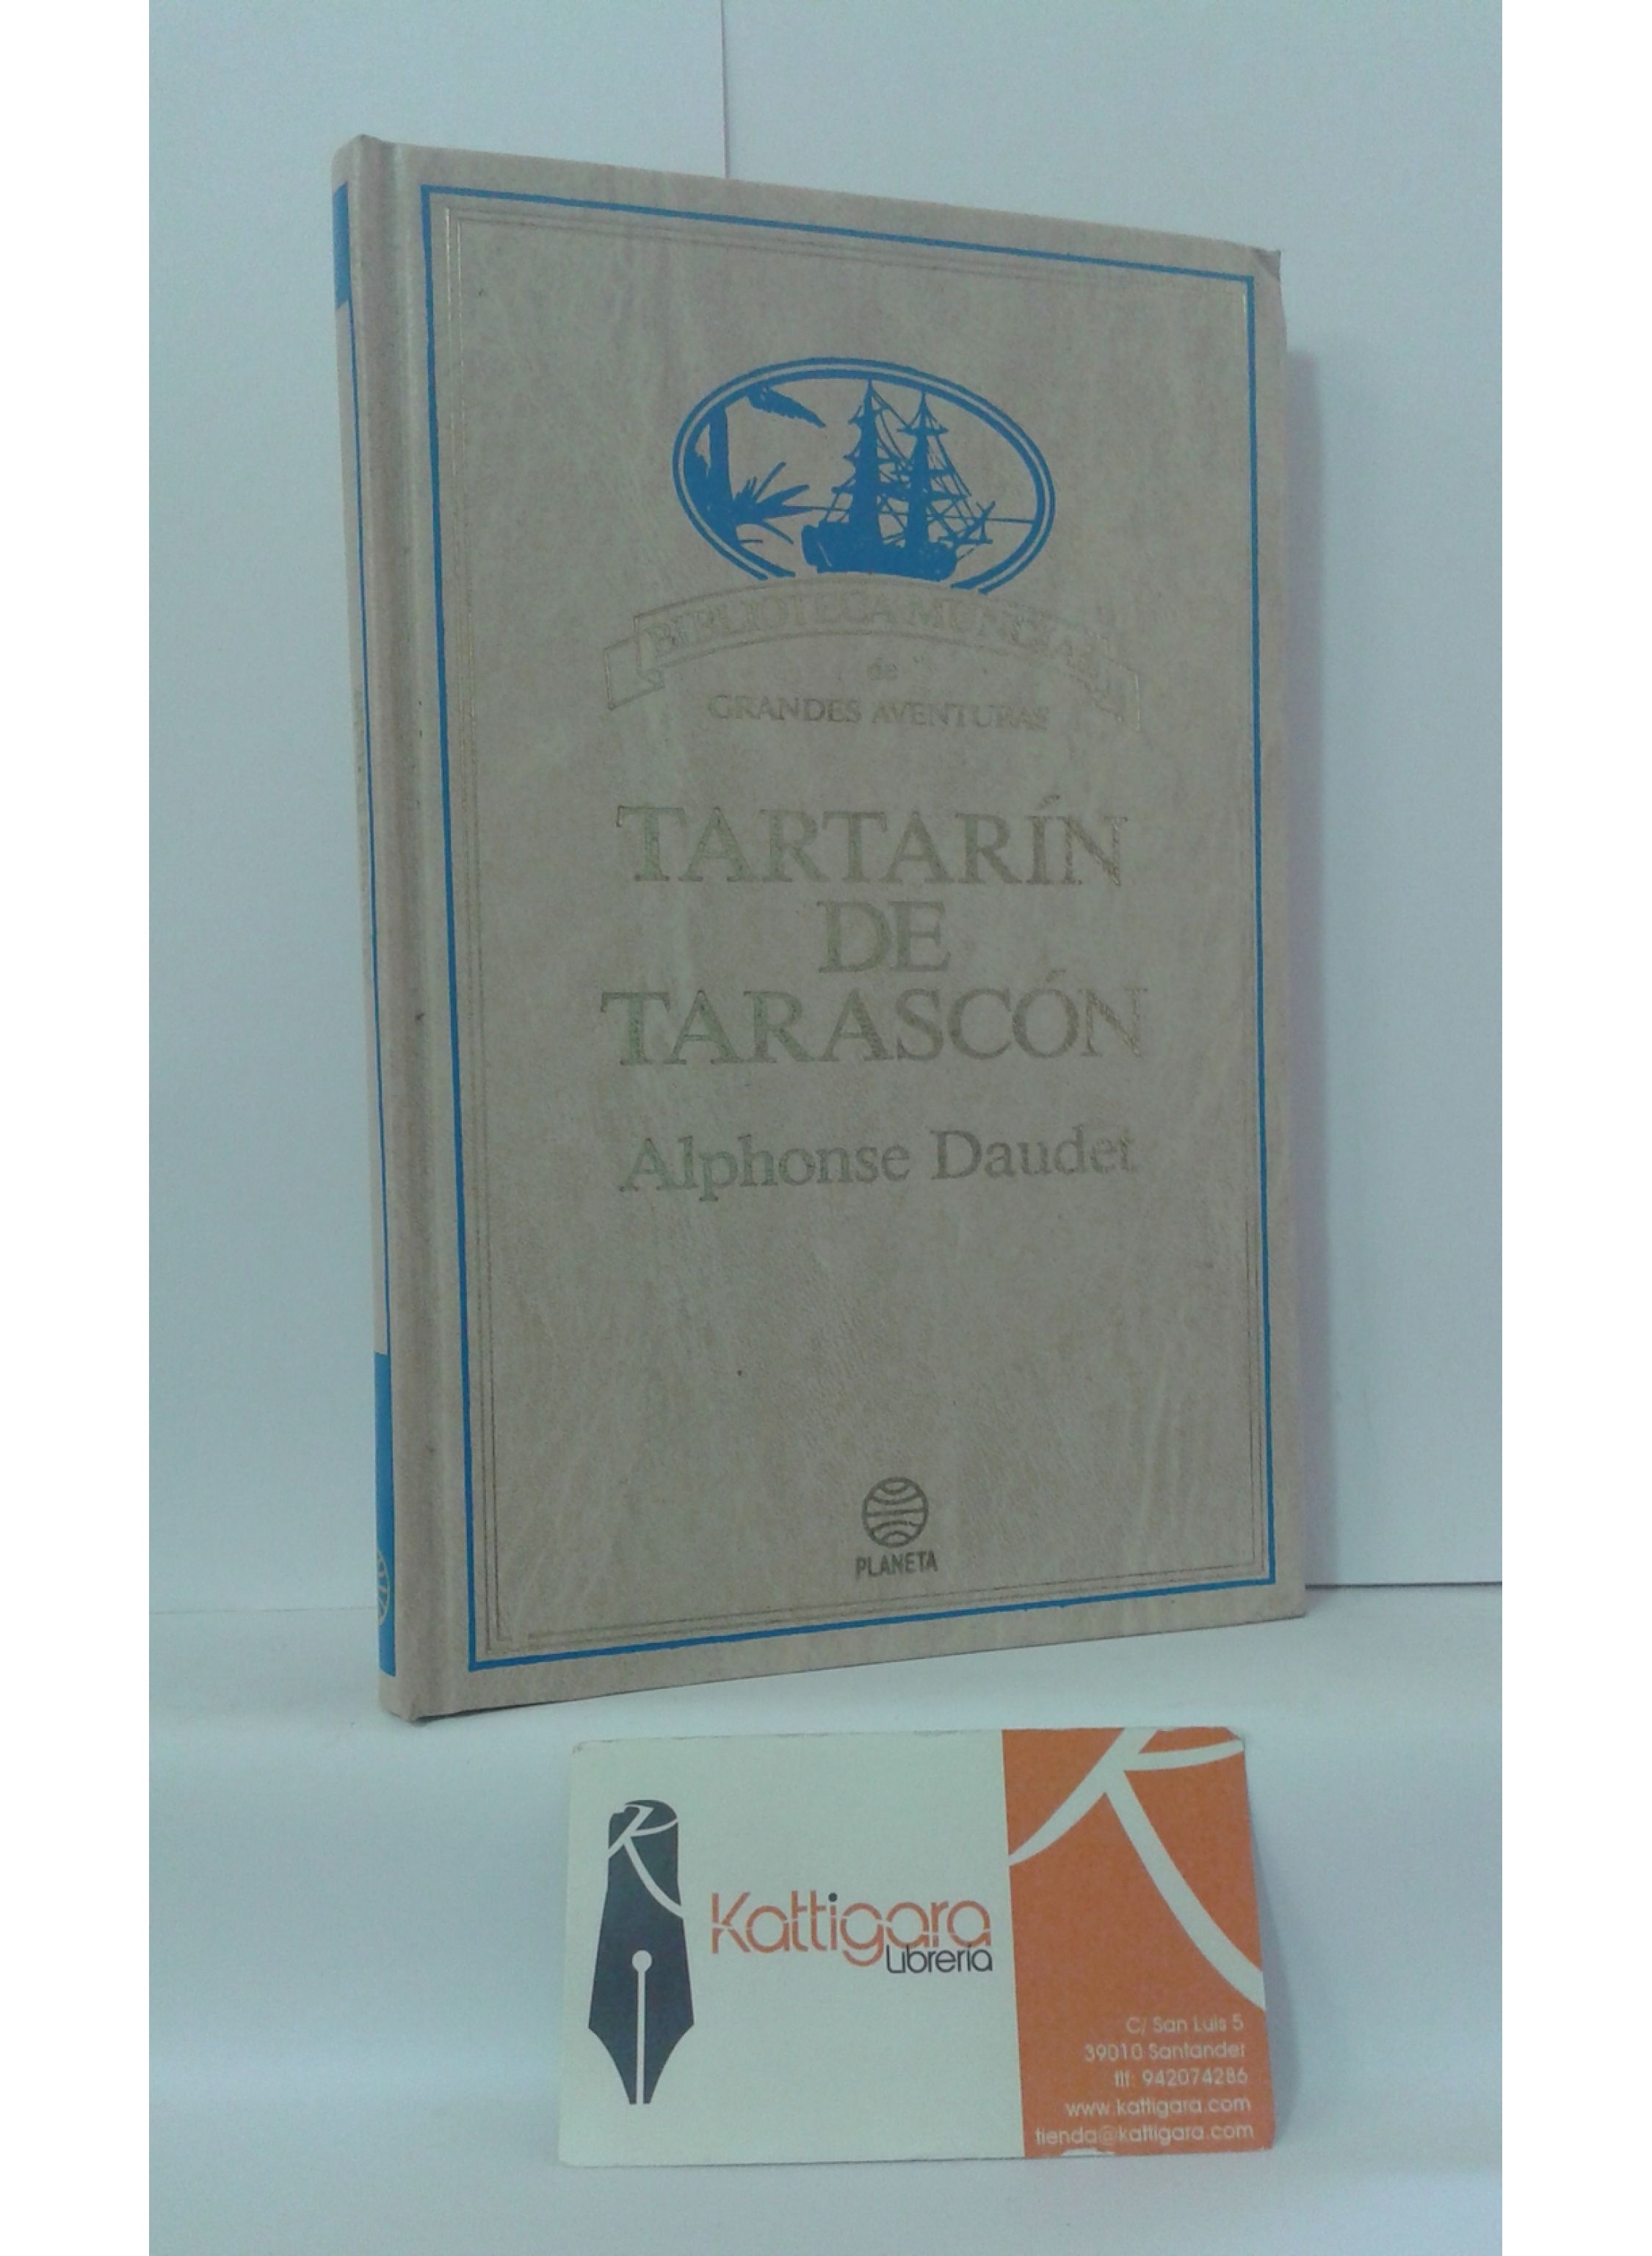 BIBLIOTECA MUNDIAL
de
GRANDES AVENTURAS
TARTARÍN
DE
TARASCÓN
Alphonse Daudet
PLANETA
Kattigara
Librería
C/ San Luis 5
39010 Santander
tlf: 942074286
www.kattigara.com
tienda@kattigara.com